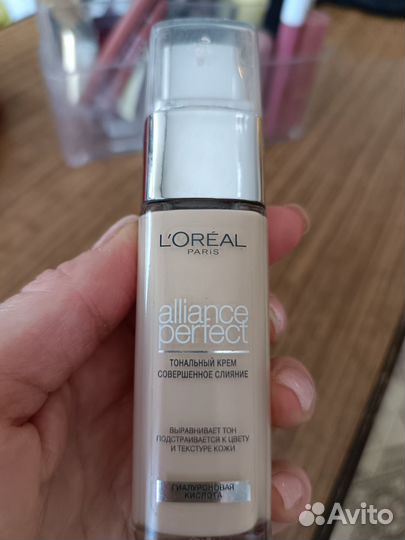 L'ORÉAL
PARIS
alliance
perfect
ТОНАЛЬНЫЙ КРЕМ
СОВЕРШЕННОЕ СЛИЯНИЕ
ВЫРАВНИВАЕТ ТОН
ПОДСТРАИВАЕТСЯ К ЦВЕТУ
И ТЕКСТУРЕ КОЖИ
ГИАЛУРОНОВАЯ
КИСЛОТА
Avito